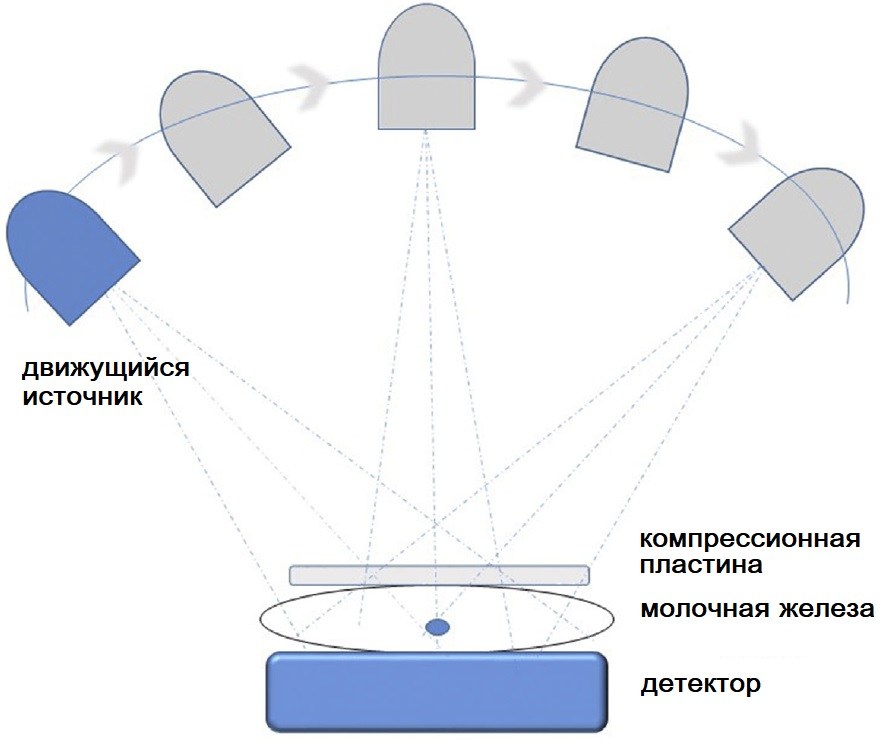 движущийся
источник
компрессионная
пластина
молочная железа
детектор